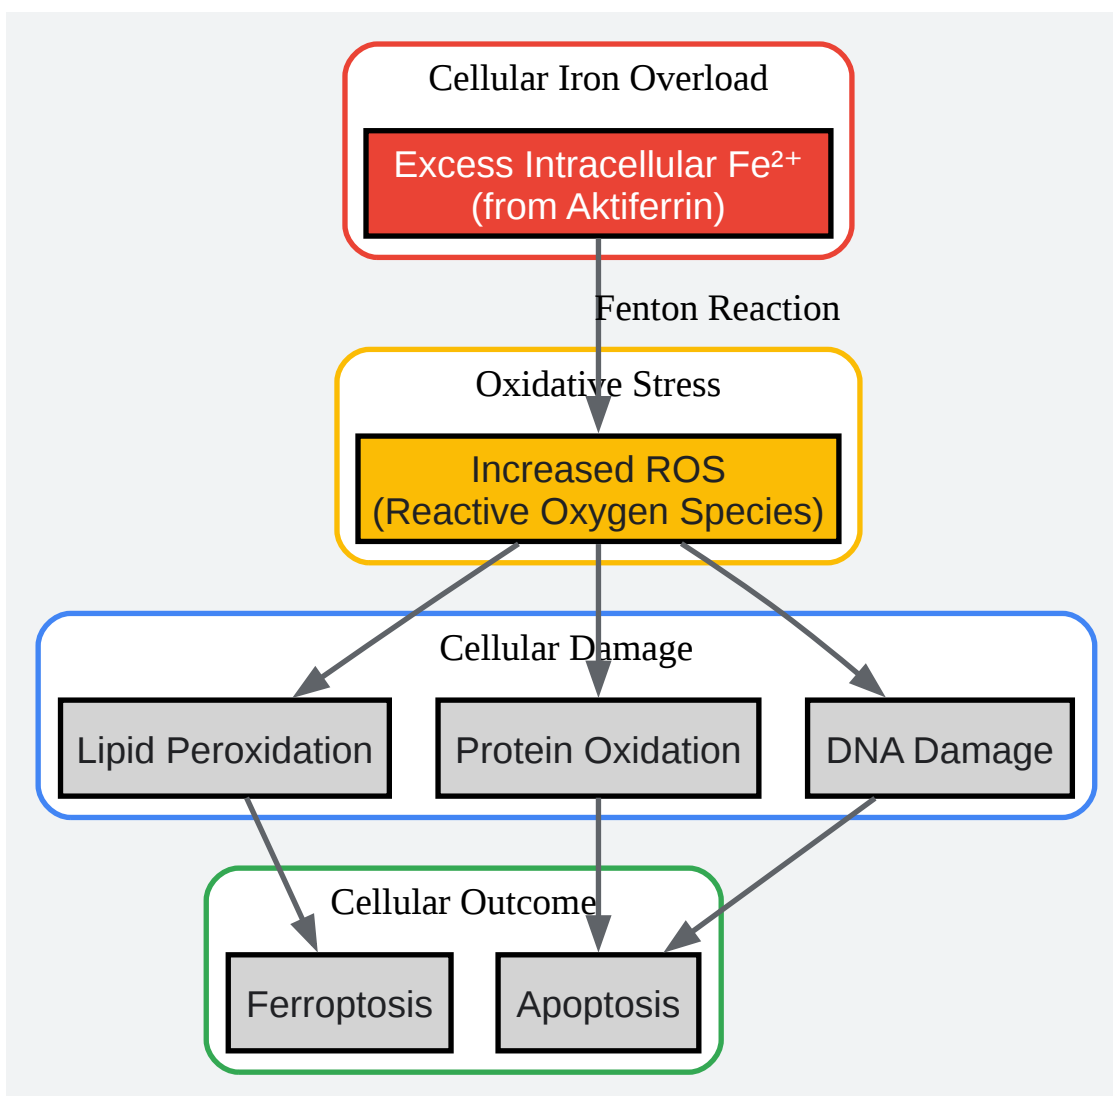 Cellular Iron Overload
Excess Intracellular Fe²⁺
(from Aktiferrin)
Fenton Reaction
Oxidative Stress
Increased ROS
(Reactive Oxygen Species)
Cellular Damage
Lipid Peroxidation
Protein Oxidation
DNA Damage
Cellular Outcome
Ferroptosis
Apoptosis